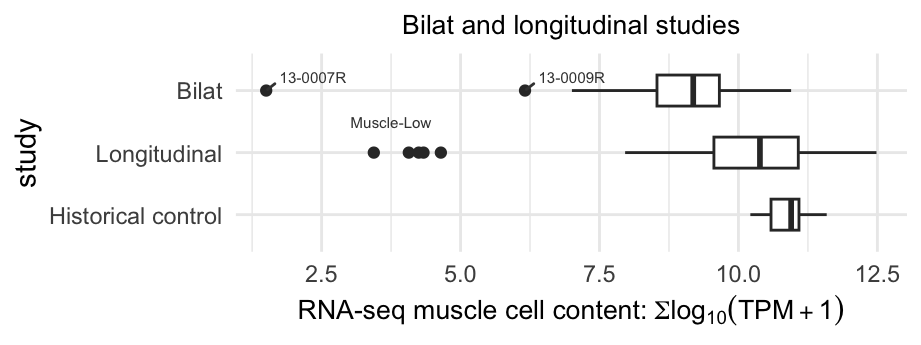 Bilat and longitudinal studies
study
Bilat
13-0007R
13-0009R
Muscle-Low
Longitudinal
Historical control
2.5 5.0 7.5 10.0 12.5
RNA-seq muscle cell content: Σlog₁₀(TPM + 1)